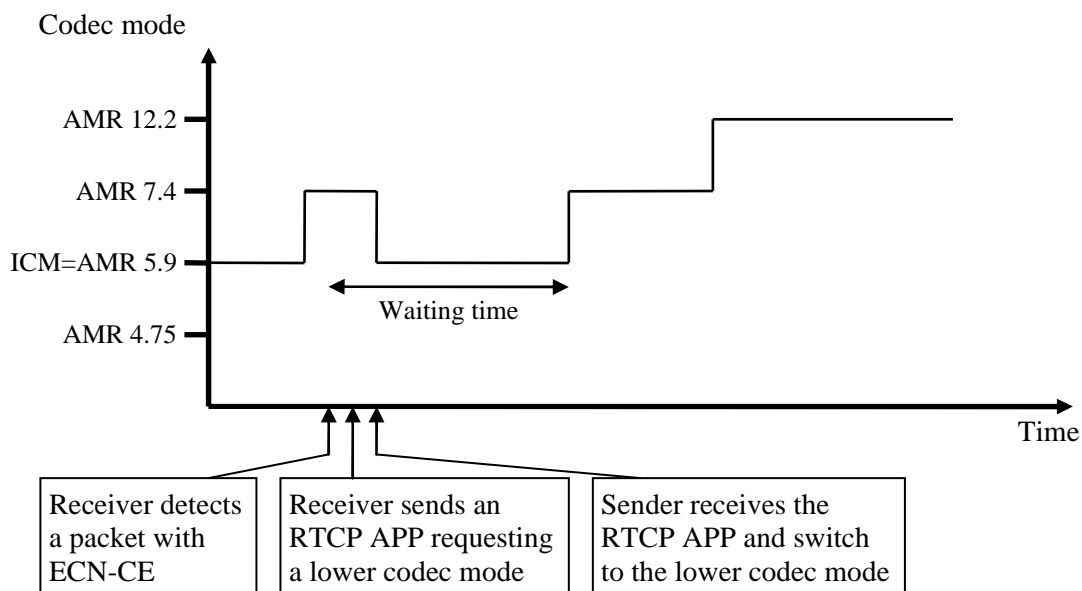 Codec mode
AMR 12.2
AMR 7.4
ICM=AMR 5.9
Waiting time
AMR 4.75
Time
Receiver detects
a packet with
ECN-CE
Receiver sends an
RTCP APP requesting
a lower codec mode
Sender receives the
RTCP APP and switch
to the lower codec mode